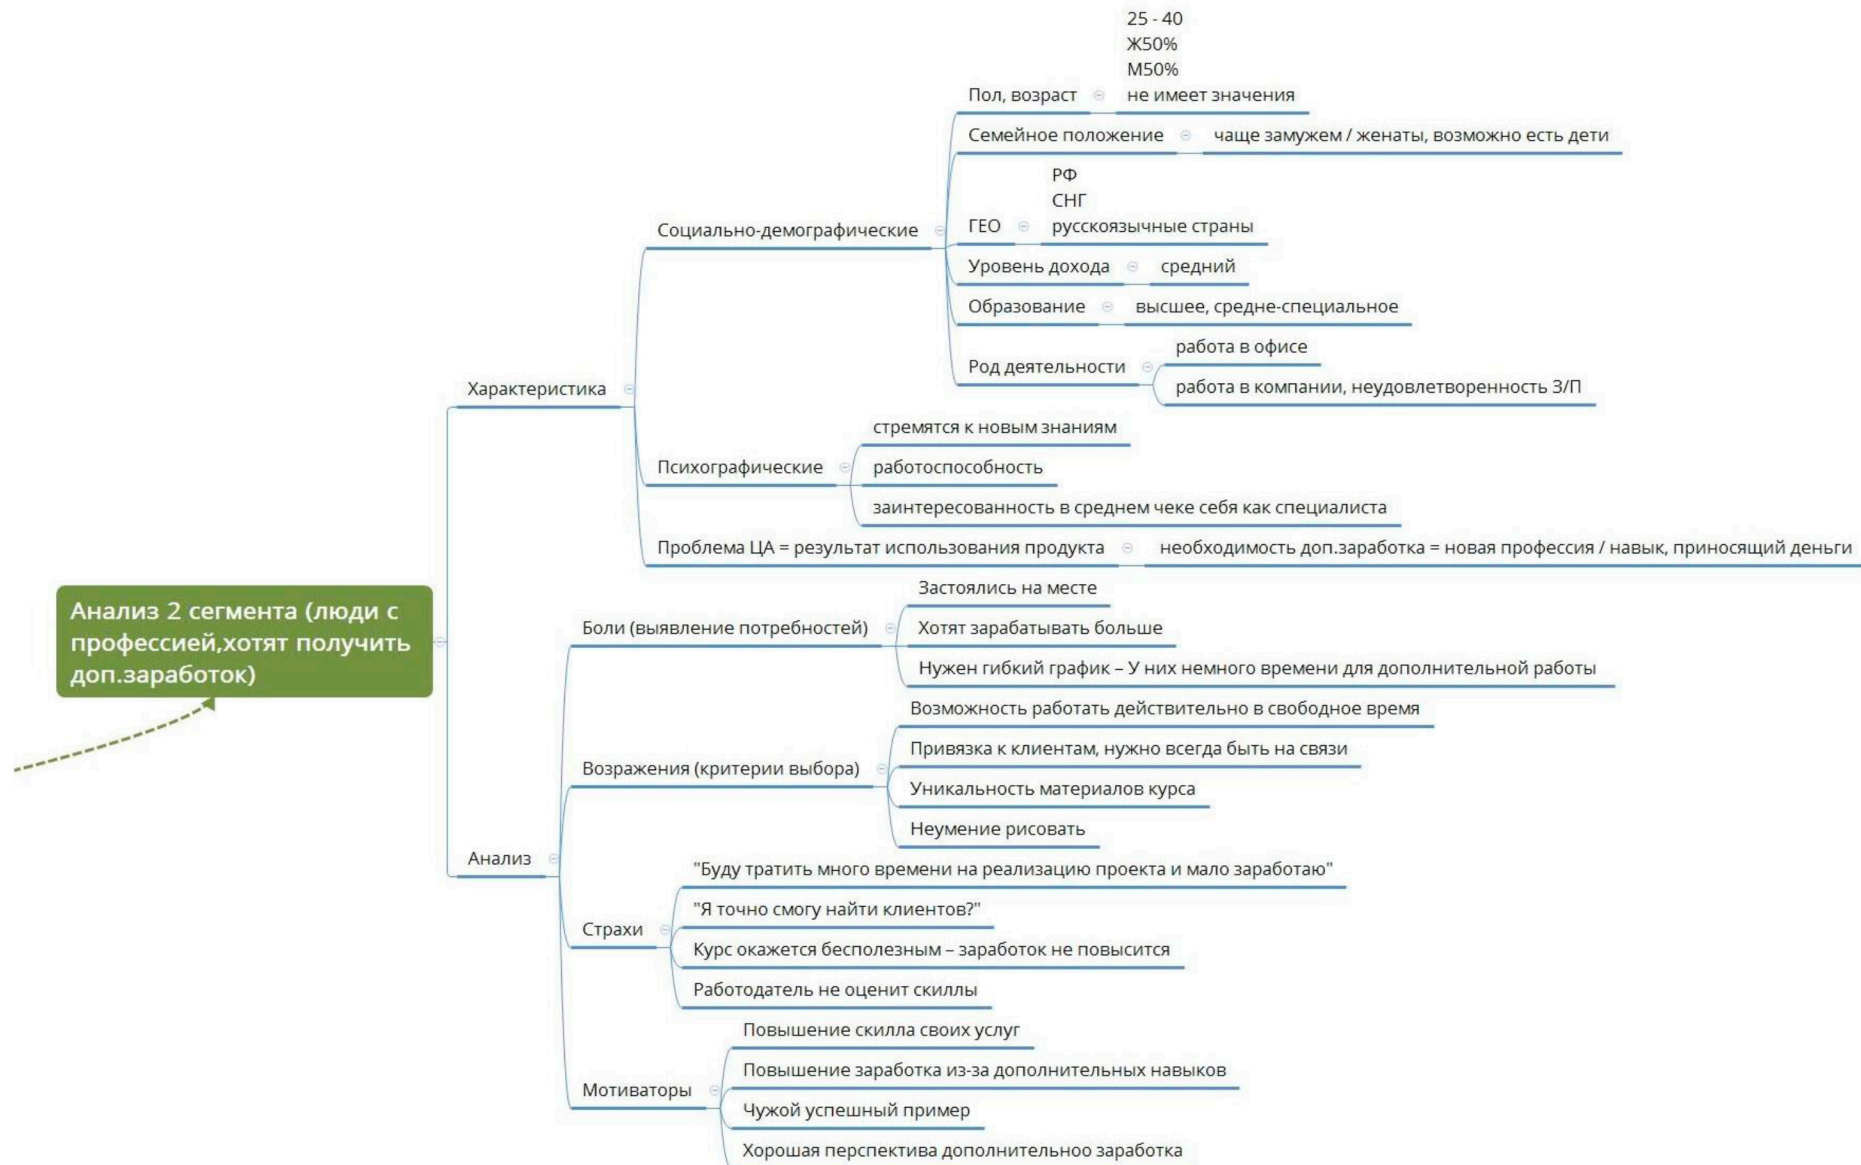 25 - 40
Ж50%
М50%
Пол, возраст
не имеет значения
Семейное положение
чаще замужем / женаты, возможно есть дети
РФ
СНГ
Социально-демографические
ГЕО
русскоязычные страны
Уровень дохода
средний
Образование
высшее, средне-специальное
Род деятельности
работа в офисе
работа в компании, неудовлетворенность З/П
Характеристика
стремятся к новым знаниям
Психографические
работоспособность
заинтересованность в среднем чеке себя как специалиста
Проблема ЦА = результат использования продукта
необходимость доп.заработка = новая профессия / навык, приносящий деньги
Анализ 2 сегмента (люди с
профессией,хотят получить
доп.заработок)
Застоялись на месте
Боли (выявление потребностей)
Хотят зарабатывать больше
Нужен гибкий график – У них немного времени для дополнительной работы
Возможность работать действительно в свободное время
Привязка к клиентам, нужно всегда быть на связи
Возражения (критерии выбора)
Уникальность материалов курса
Неумение рисовать
Анализ
"Буду тратить много времени на реализацию проекта и мало заработаю"
"Я точно смогу найти клиентов?"
Страхи
Курс окажется бесполезным – заработок не повысится
Работодатель не оценит скиллы
Повышение скилла своих услуг
Повышение заработка из-за дополнительных навыков
Мотиваторы
Чужой успешный пример
Хорошая перспектива дополнительноо заработка